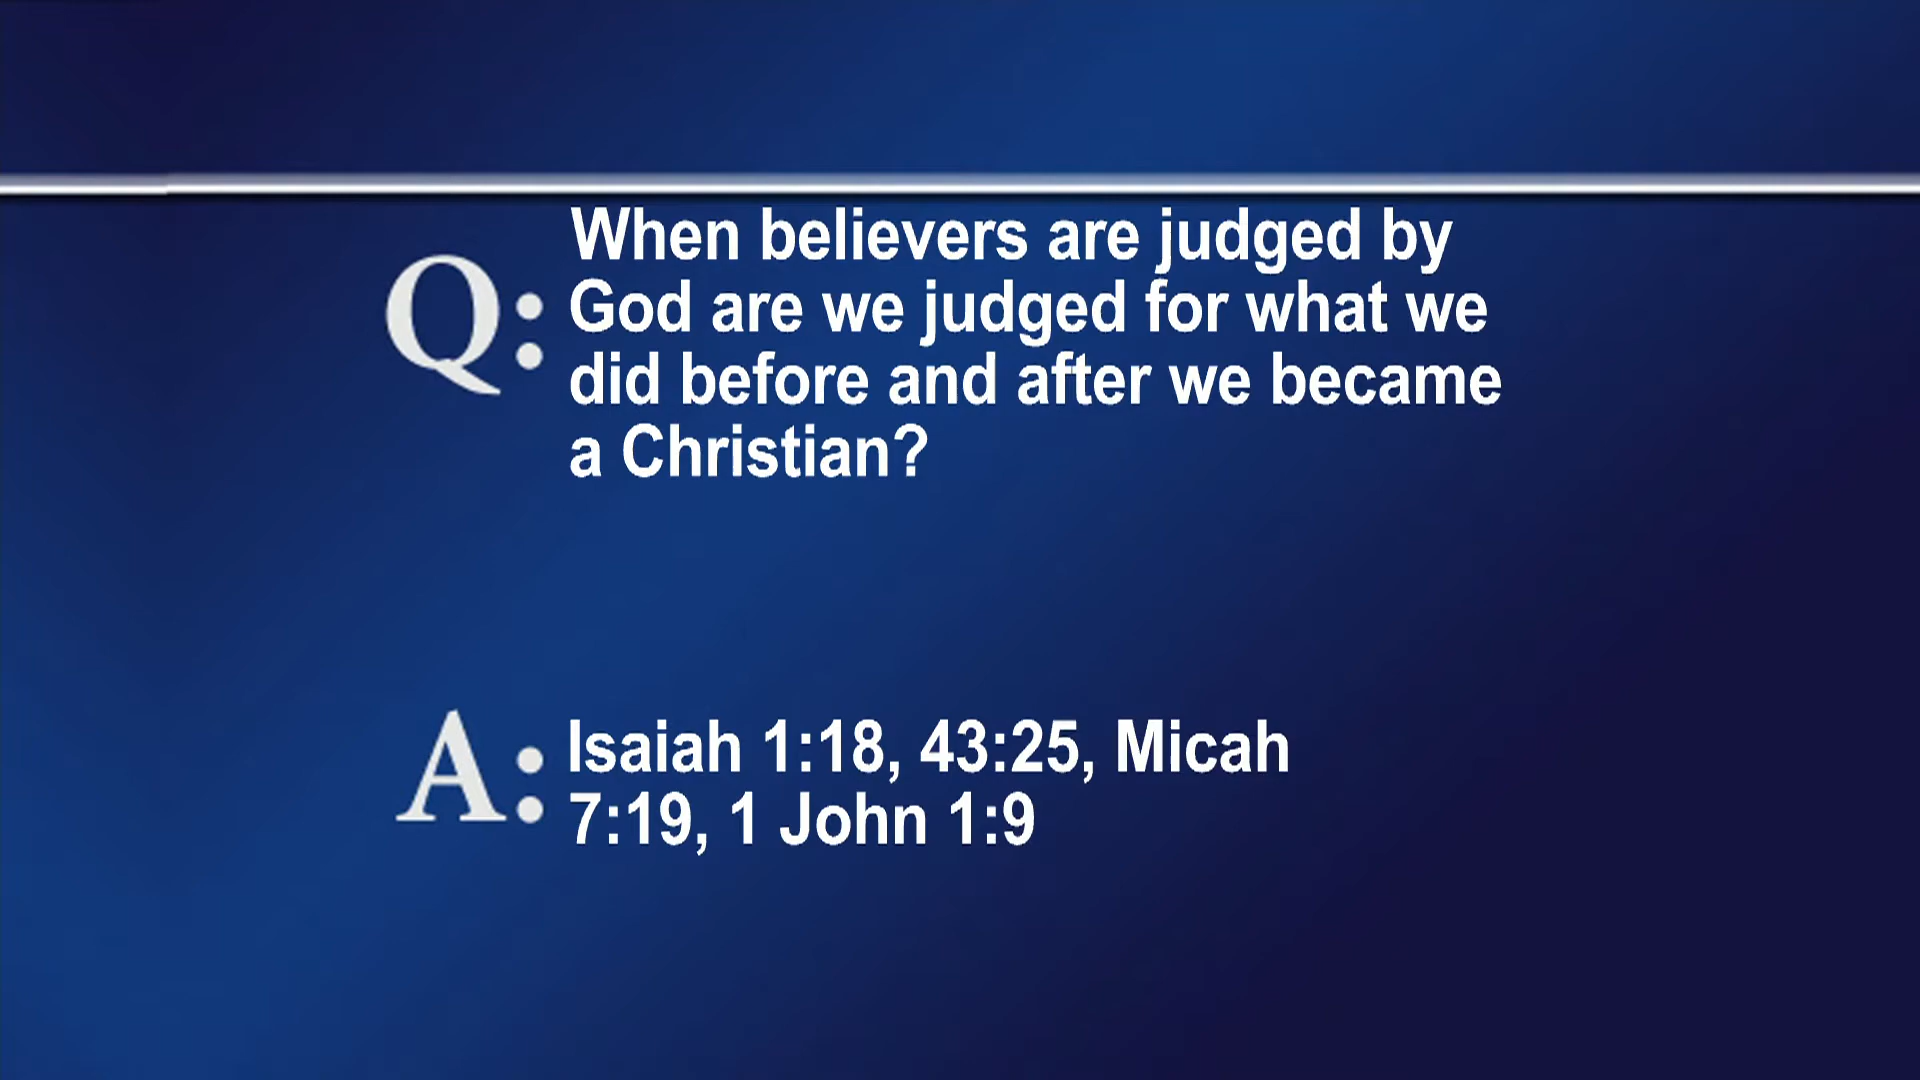 Q: When believers are judged by
God are we judged for what we
did before and after we became
a Christian?
A: Isaiah 1:18, 43:25, Micah
7:19, 1 John 1:9